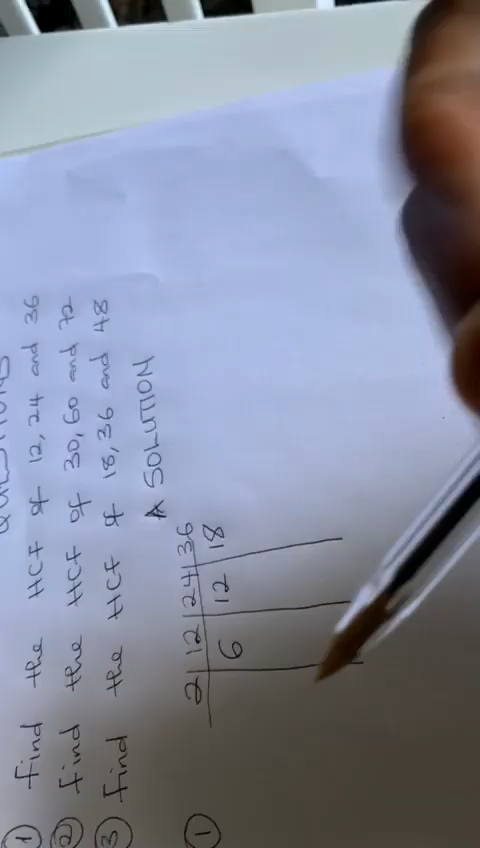 QUESTIONS
① find the HCF of 12, 24 and 36
② find the HCF of 30, 60 and 72
③ find the HCF of 18, 36 and 48
A SOLUTION
① 2 | 12 | 24 | 36
6 12 18